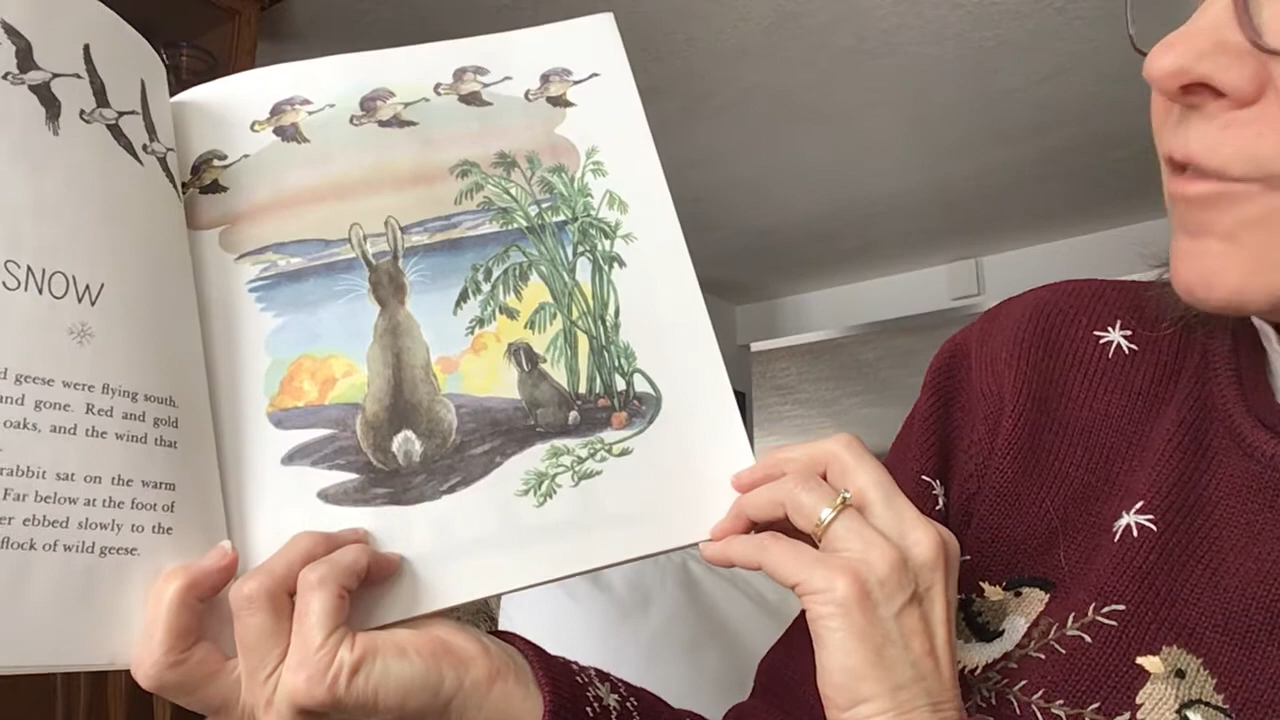 SNOW
d geese were flying south,
and gone. Red and gold
oaks, and the wind that
rabbit sat on the warm
Far below at the foot of
er ebbed slowly to the
flock of wild geese.